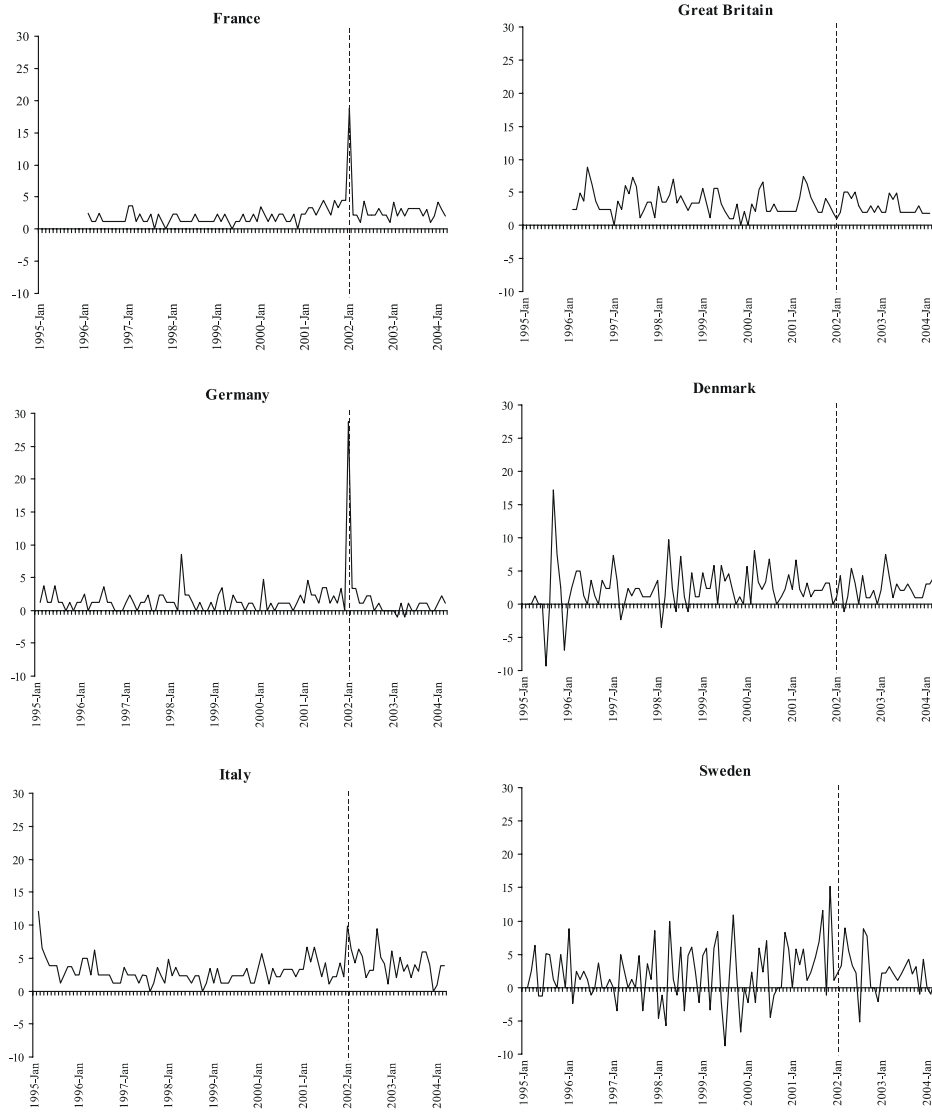 France
30
25
20
15
10
5
0
-5
-10
1995-Jan
1996-Jan
1997-Jan
1998-Jan
1999-Jan
2000-Jan
2001-Jan
2002-Jan
2003-Jan
2004-Jan
Great Britain
30
25
20
15
10
5
0
-5
-10
1995-Jan
1996-Jan
1997-Jan
1998-Jan
1999-Jan
2000-Jan
2001-Jan
2002-Jan
2003-Jan
2004-Jan
Germany
30
25
20
15
10
5
0
-5
-10
1995-Jan
1996-Jan
1997-Jan
1998-Jan
1999-Jan
2000-Jan
2001-Jan
2002-Jan
2003-Jan
2004-Jan
Denmark
30
25
20
15
10
5
0
-5
-10
1995-Jan
1996-Jan
1997-Jan
1998-Jan
1999-Jan
2000-Jan
2001-Jan
2002-Jan
2003-Jan
2004-Jan
Italy
30
25
20
15
10
5
0
-5
-10
1995-Jan
1996-Jan
1997-Jan
1998-Jan
1999-Jan
2000-Jan
2001-Jan
2002-Jan
2003-Jan
2004-Jan
Sweden
30
25
20
15
10
5
0
-5
-10
1995-Jan
1996-Jan
1997-Jan
1998-Jan
1999-Jan
2000-Jan
2001-Jan
2002-Jan
2003-Jan
2004-Jan